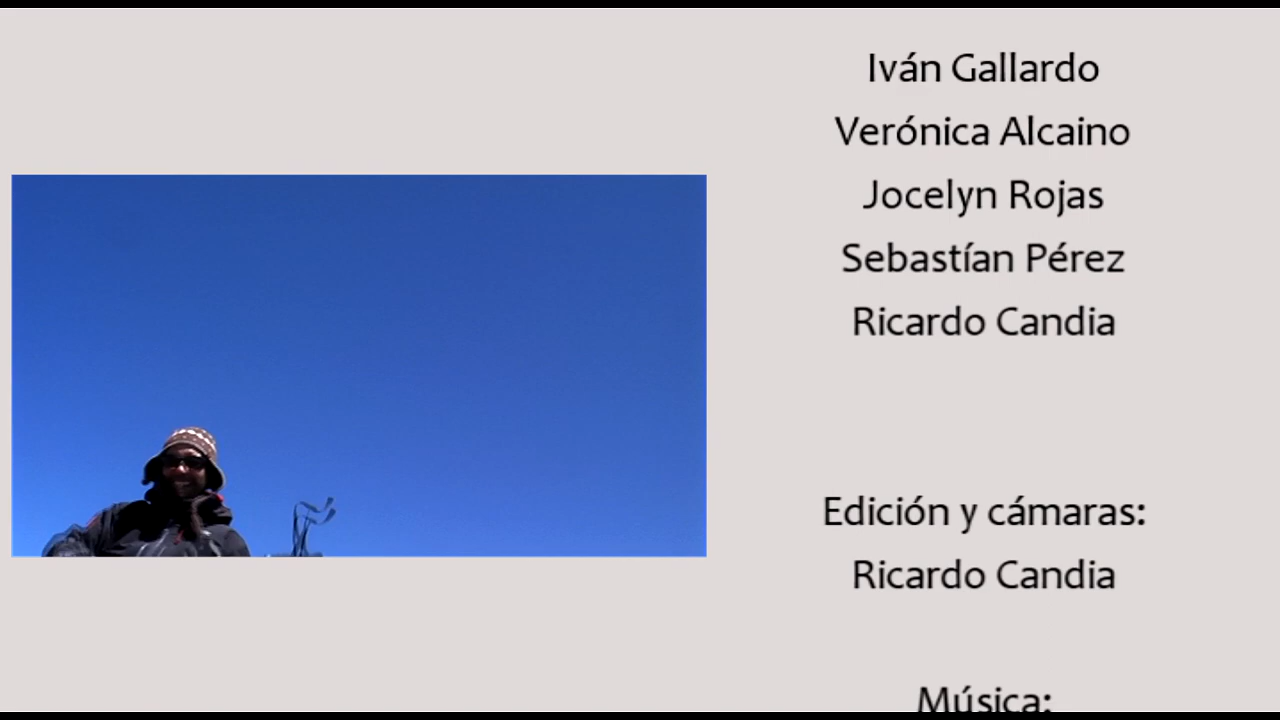 Iván Gallardo
Verónica Alcaino
Jocelyn Rojas
Sebastían Pérez
Ricardo Candia
Edición y cámaras:
Ricardo Candia
Música: